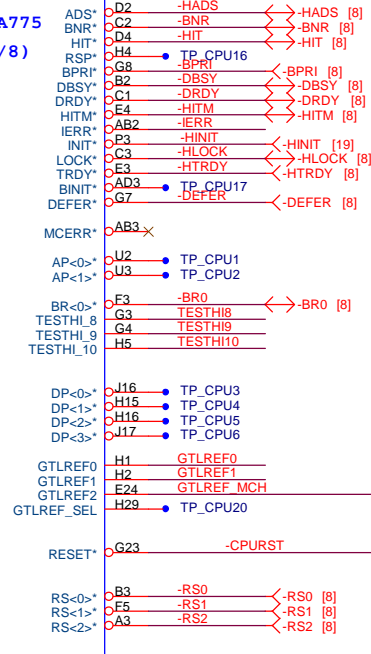 A775
/8)
ADS* D2 -HADS -HADS [8]
BNR* C2 -BNR -BNR [8]
HIT* D4 -HIT -HIT [8]
RSP* H4 TP_CPU16
BPRI* G8 -BPRI -BPRI [8]
DBSY* B2 -DBSY -DBSY [8]
DRDY* C1 -DRDY -DRDY [8]
HITM* E4 -HITM -HITM [8]
IERR* AB2 -IERR
INIT* P3 -HINIT -HINIT [19]
LOCK* C3 -HLOCK -HLOCK [8]
TRDY* E3 -HTRDY -HTRDY [8]
BINIT* AD3 TP_CPU17
DEFER* G7 -DEFER -DEFER [8]
MCERR* AB3
AP<0>* U2 TP_CPU1
AP<1>* U3 TP_CPU2
BR<0>* F3 -BR0 -BR0 [8]
TESTHI_8 G3 TESTHI8
TESTHI_9 G4 TESTHI9
TESTHI_10 H5 TESTHI10
DP<0>* J16 TP_CPU3
DP<1>* H15 TP_CPU4
DP<2>* H16 TP_CPU5
DP<3>* J17 TP_CPU6
GTLREF0 H1 GTLREF0
GTLREF1 H2 GTLREF1
GTLREF2 E24 GTLREF_MCH
GTLREF_SEL H29 TP_CPU20
RESET* G23 -CPURST
RS<0>* B3 -RS0 -RS0 [8]
RS<1>* F5 -RS1 -RS1 [8]
RS<2>* A3 -RS2 -RS2 [8]